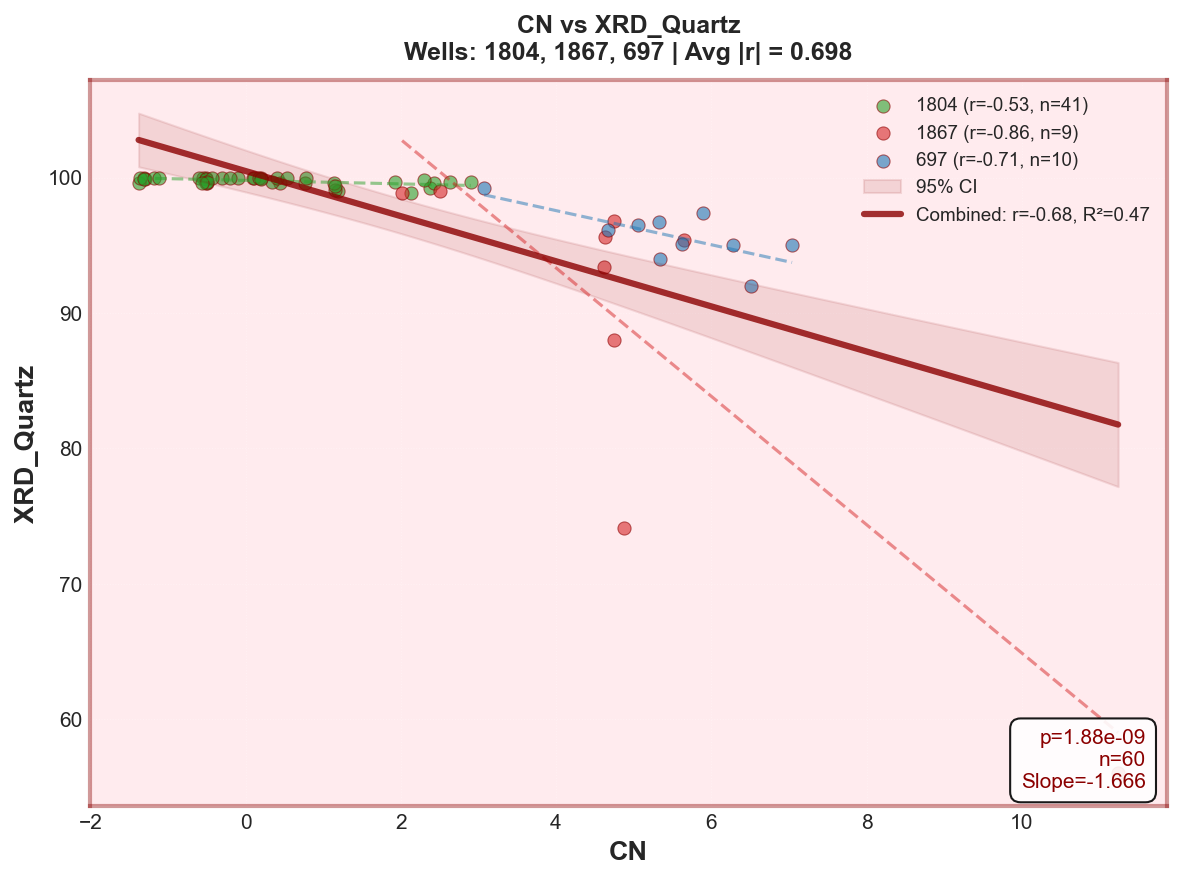 CN vs XRD_Quartz
Wells: 1804, 1867, 697 | Avg |r| = 0.698
1804 (r=-0.53, n=41)
1867 (r=-0.86, n=9)
697 (r=-0.71, n=10)
95% CI
Combined: r=-0.68, R²=0.47
XRD_Quartz
100
90
80
70
60
p=1.88e-09
n=60
Slope=-1.666
−2 0 2 4 6 8 10
CN